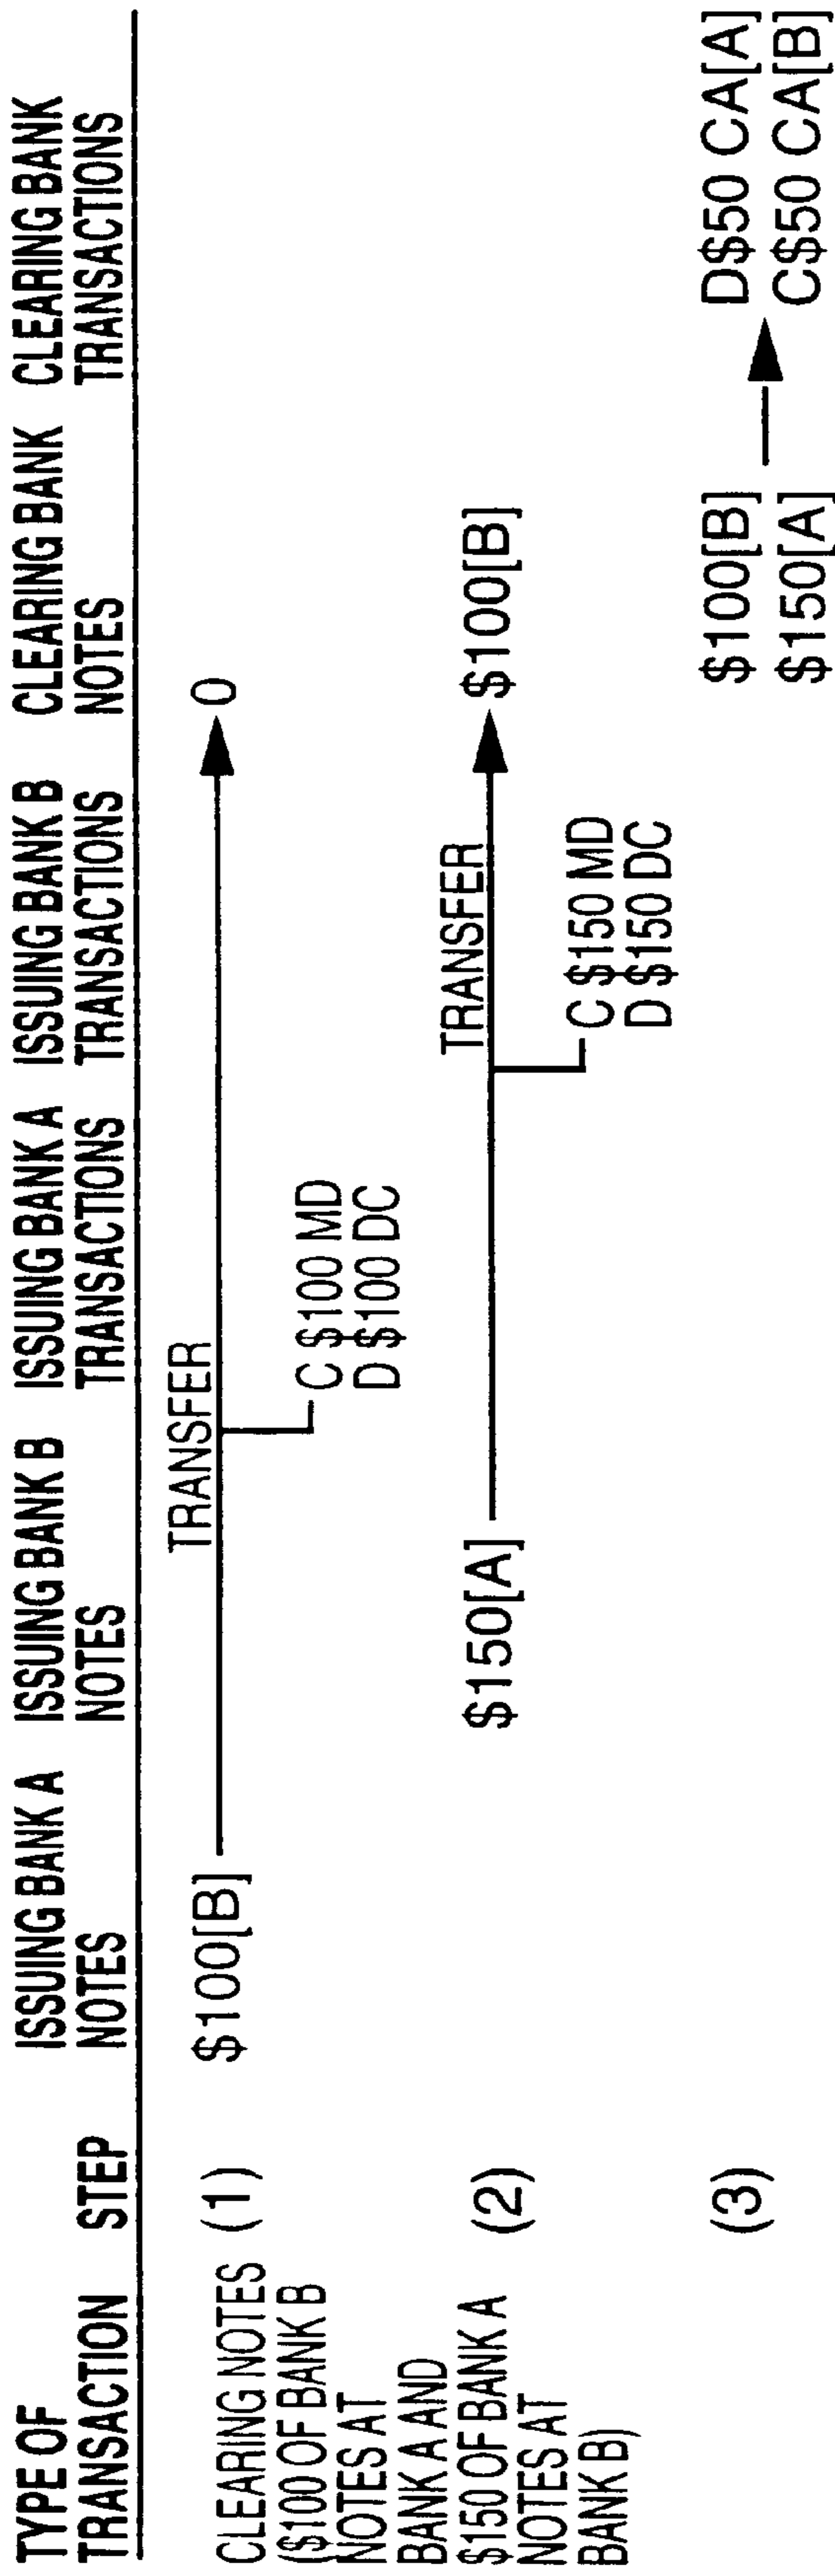 TYPE OF TRANSACTION
STEP
ISSUING BANK A NOTES
ISSUING BANK B NOTES
ISSUING BANK A TRANSACTIONS
ISSUING BANK B TRANSACTIONS
CLEARING BANK NOTES
CLEARING BANK TRANSACTIONS
CLEARING NOTES
($100 OF BANK B
NOTES AT
BANK A AND
$150 OF BANK A
NOTES AT
BANK B)
(1)
$100[B]
TRANSFER
C $100 MD
D $100 DC
0
(2)
$150[A]
TRANSFER
C $150 MD
D $150 DC
$100[B]
(3)
$100[B]
$150[A]
D$50 CA[A]
C$50 CA[B]